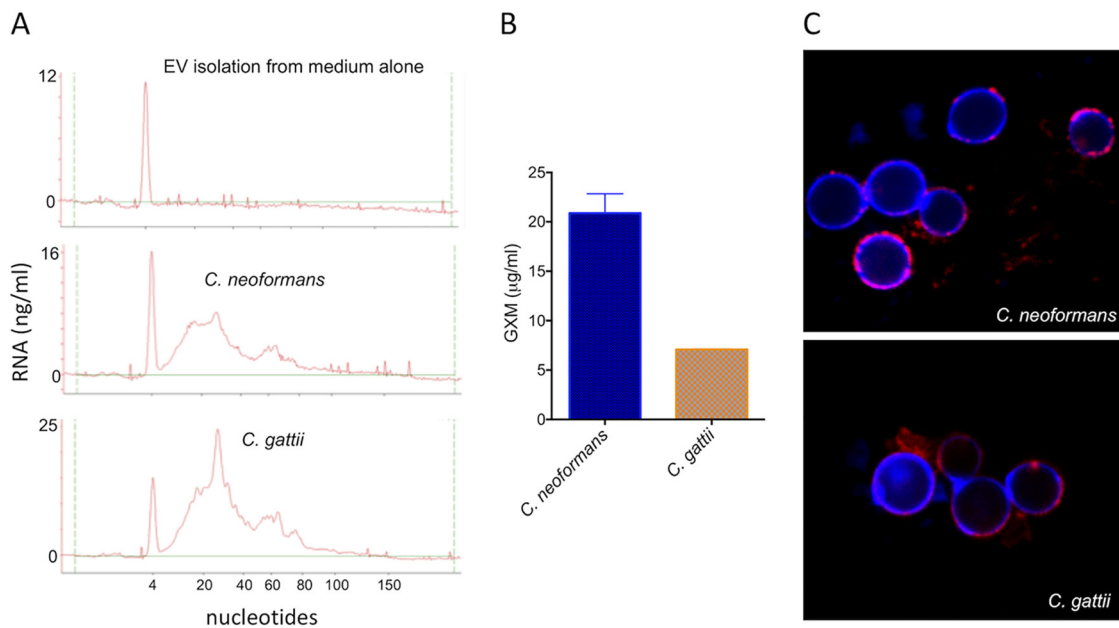 A
EV isolation from medium alone
12
0
C. neoformans
16
0
C. gattii
25
0
RNA (ng/ml)
4 20 40 60 80 100 150
nucleotides
B
25
20
15
10
5
0
GXM (µg/ml)
C. neoformans
C. gattii
C
C. neoformans
C. gattii